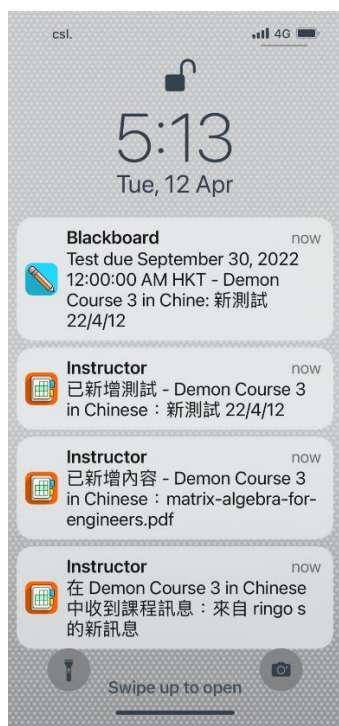 csl.
4G
5:13
Tue, 12 Apr
Blackboard
now
Test due September 30, 2022
12:00:00 AM HKT - Demon
Course 3 in Chine: 新測試
22/4/12
Instructor
now
已新增測試 - Demon Course 3
in Chinese：新測試 22/4/12
Instructor
now
已新增內容 - Demon Course 3
in Chinese：matrix-algebra-for-
engineers.pdf
Instructor
now
在 Demon Course 3 in Chinese
中收到課程訊息：來自 ringo s
的新訊息
Swipe up to open